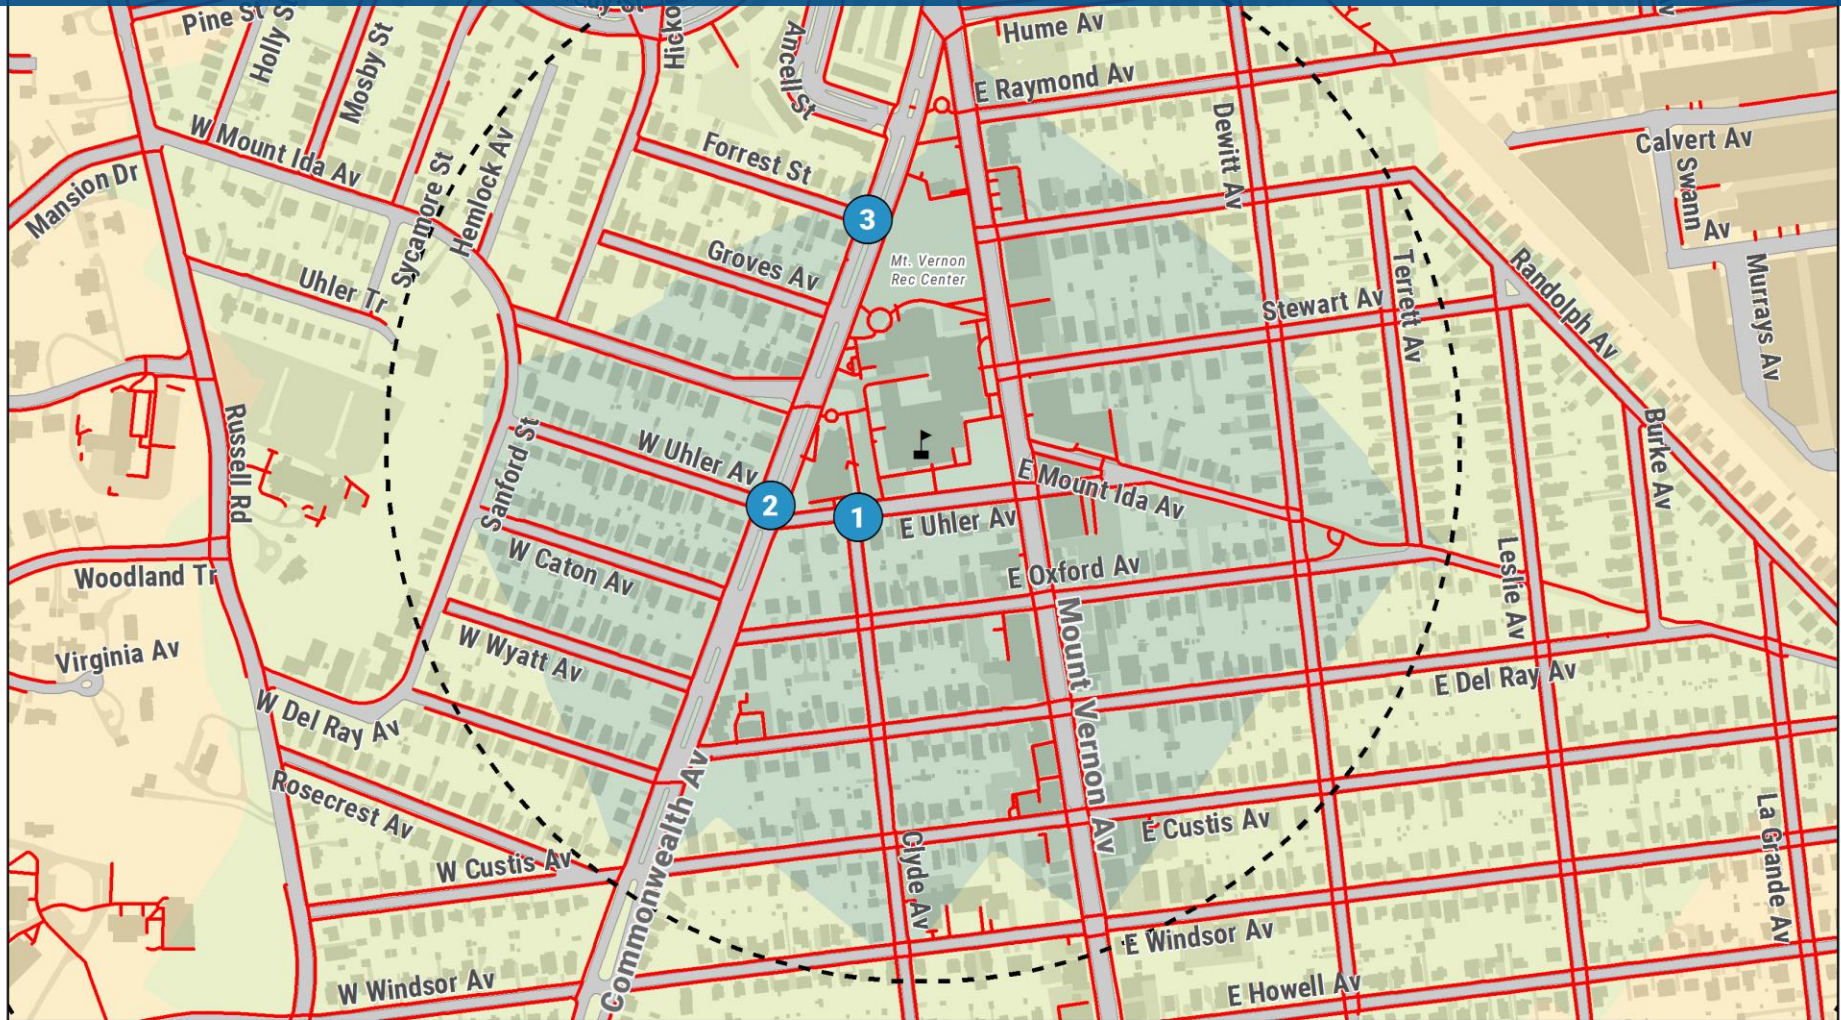 Pine St
Holly S
Mosby St
Hicko
Ancell St
Hume Av
E Raymond Av
Dewitt Av
Calvert Av
Swann
Av
Murrays Av
W Mount Ida Av
Mansion Dr
Sycamore St
Hemlock Av
Forrest St
3
Groves Av
Mt. Vernon
Rec Center
Uhler Tr
Stewart Av
Terrett Av
Randolph Av
Russell Rd
Sanford St
W Uhler Av
2
1
E Uhler Av
E Mount Ida Av
Burke Av
Woodland Tr
W Caton Av
E Oxford Av
Leslie Av
Virginia Av
W Wyatt Av
Mount Vernon Av
E Del Ray Av
W Del Ray Av
Rosecrest Av
Commonwealth Av
W Custis Av
Clyde Av
E Custis Av
La Grande Av
E Windsor Av
W Windsor Av
E Howell Av